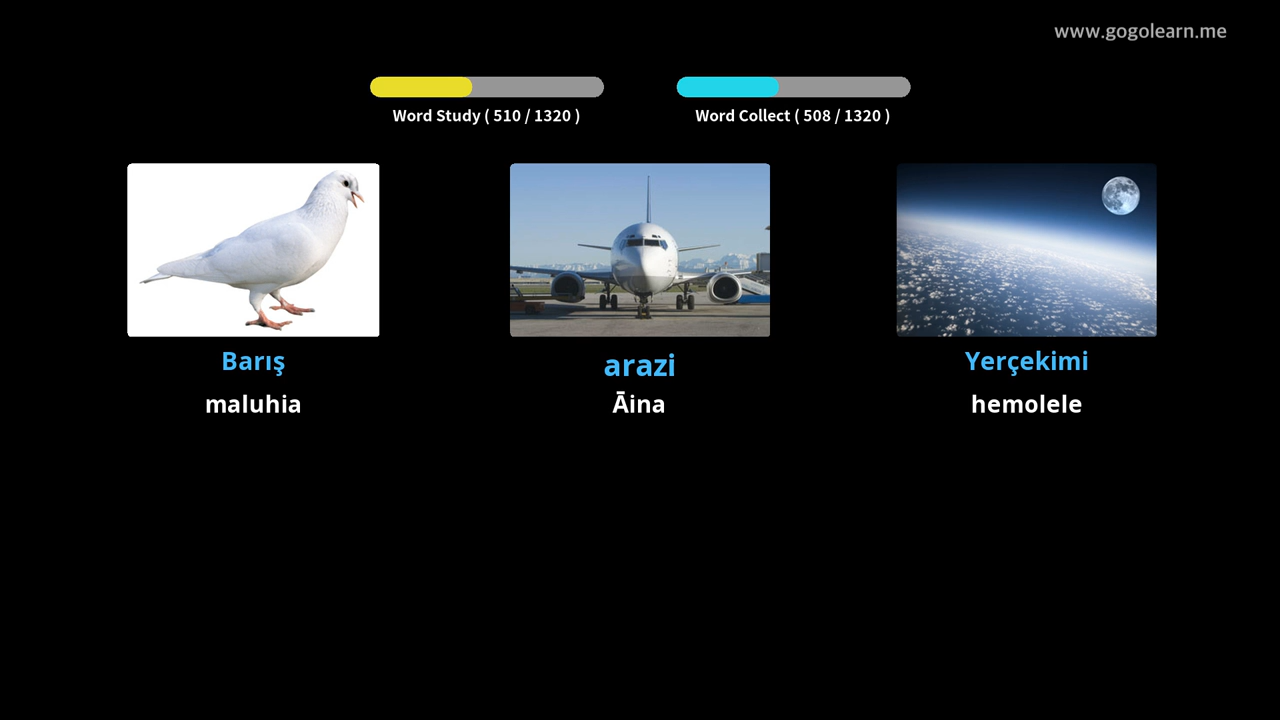 www.gogolearn.me
Word Study ( 510 / 1320 )
Word Collect ( 508 / 1320 )
Barış
arazi
Yerçekimi
maluhia
Āina
hemolele